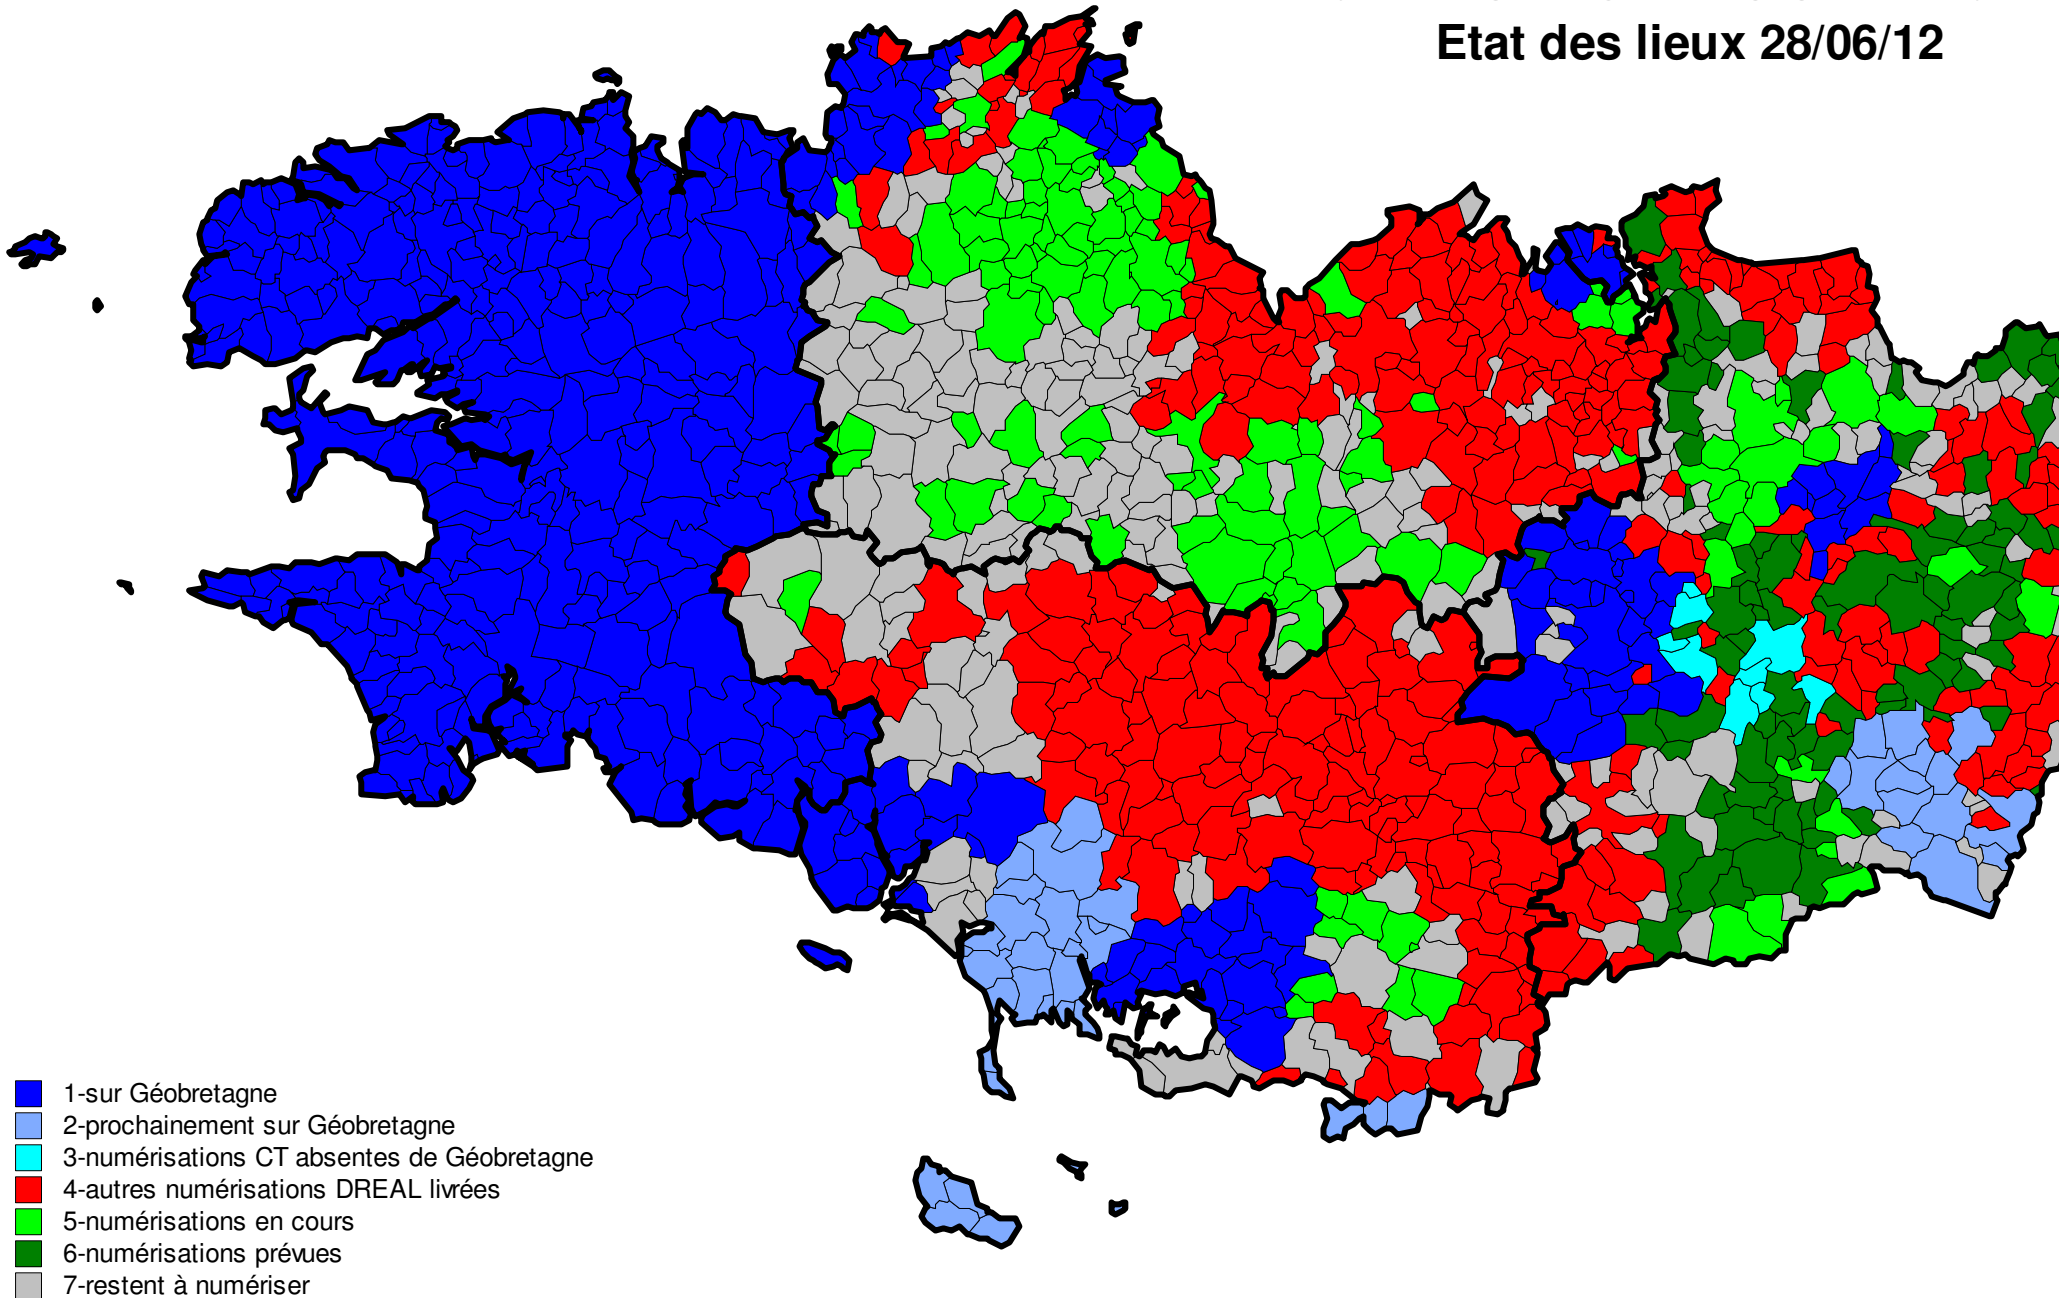 Etat des lieux 28/06/12
1-sur Géobretagne
2-prochainement sur Géobretagne
3-numérisations CT absentes de Géobretagne
4-autres numérisations DREAL livrées
5-numérisations en cours
6-numérisations prévues
7-restent à numériser